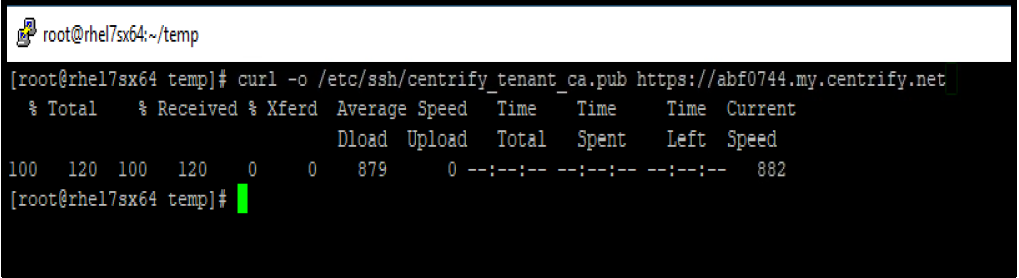 root@rhel7sx64:~/temp
[root@rhel7sx64 temp]# curl -o /etc/ssh/centrify_tenant_ca.pub https://abf0744.my.centrify.net
% Total % Received % Xferd Average Speed Time Time Time Current
Dload Upload Total Spent Left Speed
100 120 100 120 0 0 879 0 --:--:-- --:--:-- --:--:-- 882
[root@rhel7sx64 temp]#